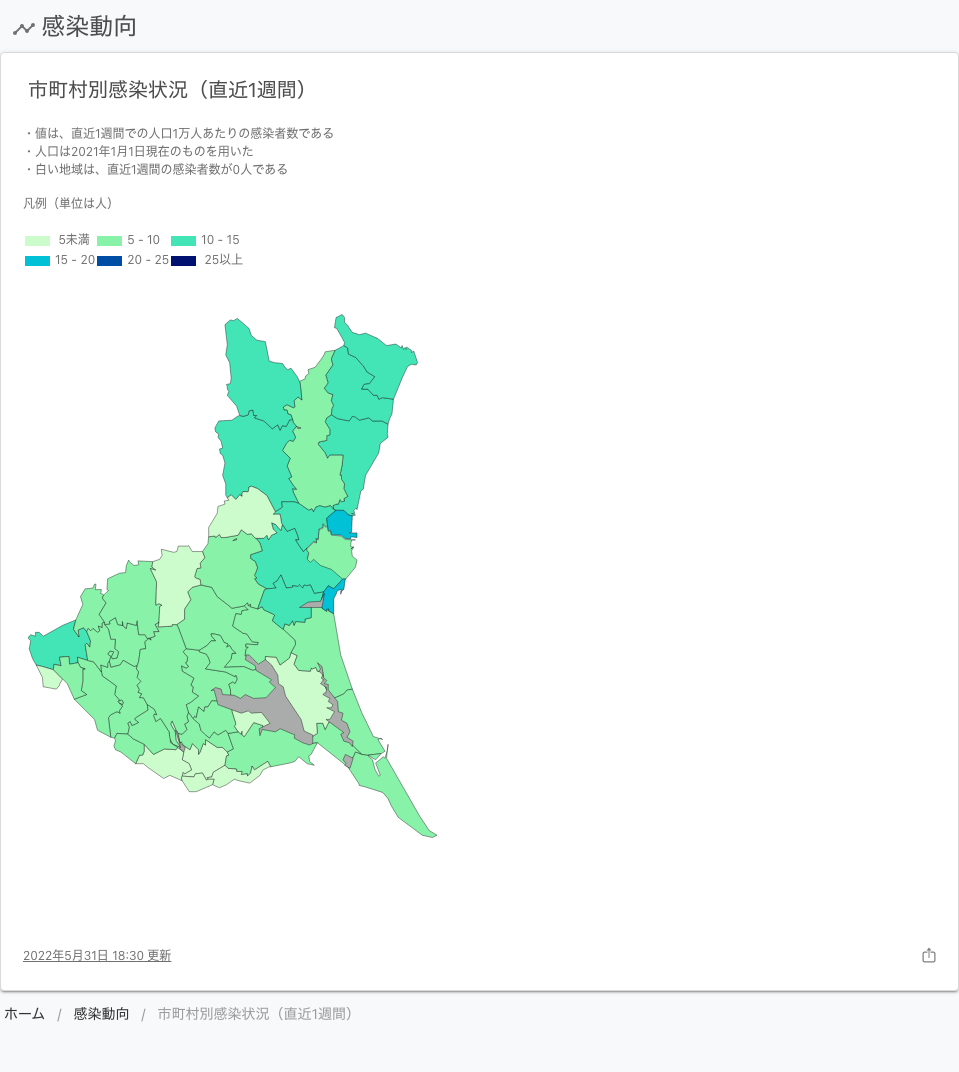 感染動向
市町村別感染状況（直近1週間）
・値は、直近1週間での人口1万人あたりの感染者数である
・人口は2021年1月1日現在のものを用いた
・白い地域は、直近1週間の感染者数が0人である
凡例（単位は人）
5未満 5 - 10 10 - 15
15 - 20 20 - 25 25以上
2022年5月31日 18:30 更新
ホーム / 感染動向 / 市町村別感染状況（直近1週間）